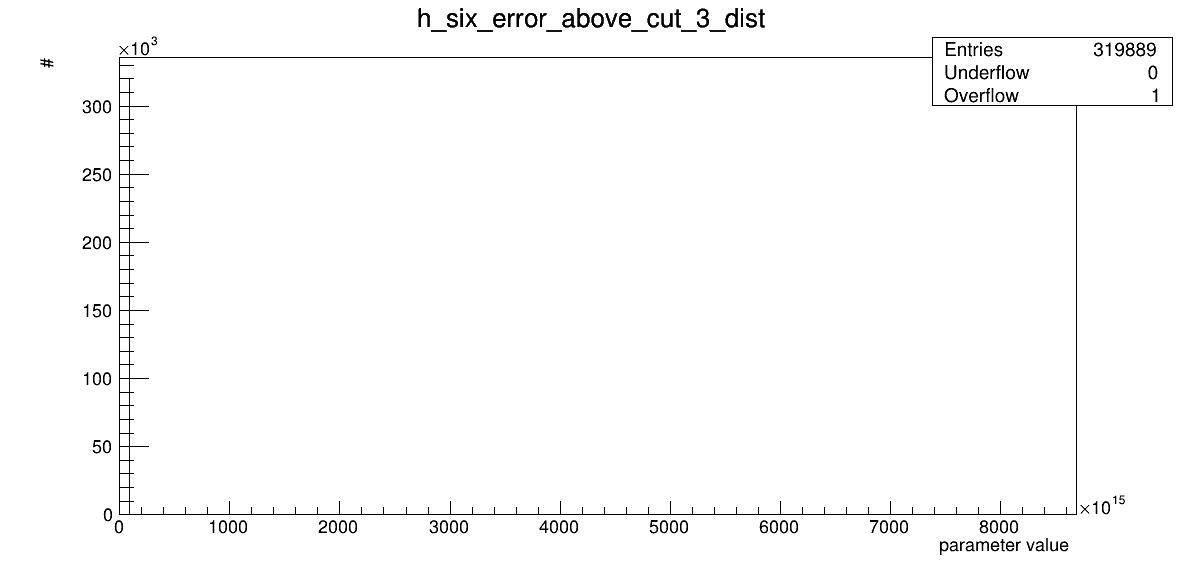 h_six_error_above_cut_3_dist
×10³
#
Entries 319889
Underflow 0
Overflow 1
300
250
200
150
100
50
0
0 1000 2000 3000 4000 5000 6000 7000 8000
×10¹⁵
parameter value